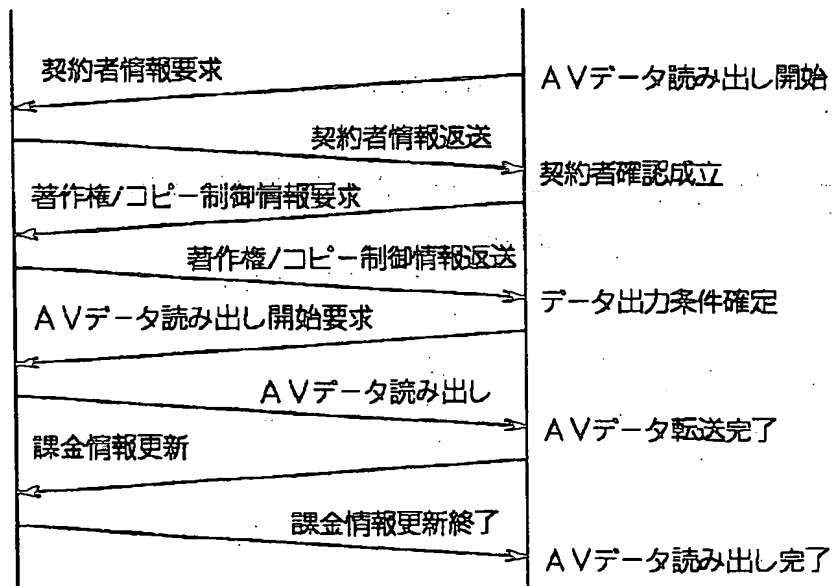 契約者情報要求
AVデータ読み出し開始
契約者情報返送
契約者確認成立
著作権/コピー制御情報要求
著作権/コピー制御情報返送
データ出力条件確定
AVデータ読み出し開始要求
AVデータ読み出し
AVデータ転送完了
課金情報更新
課金情報更新終了
AVデータ読み出し完了